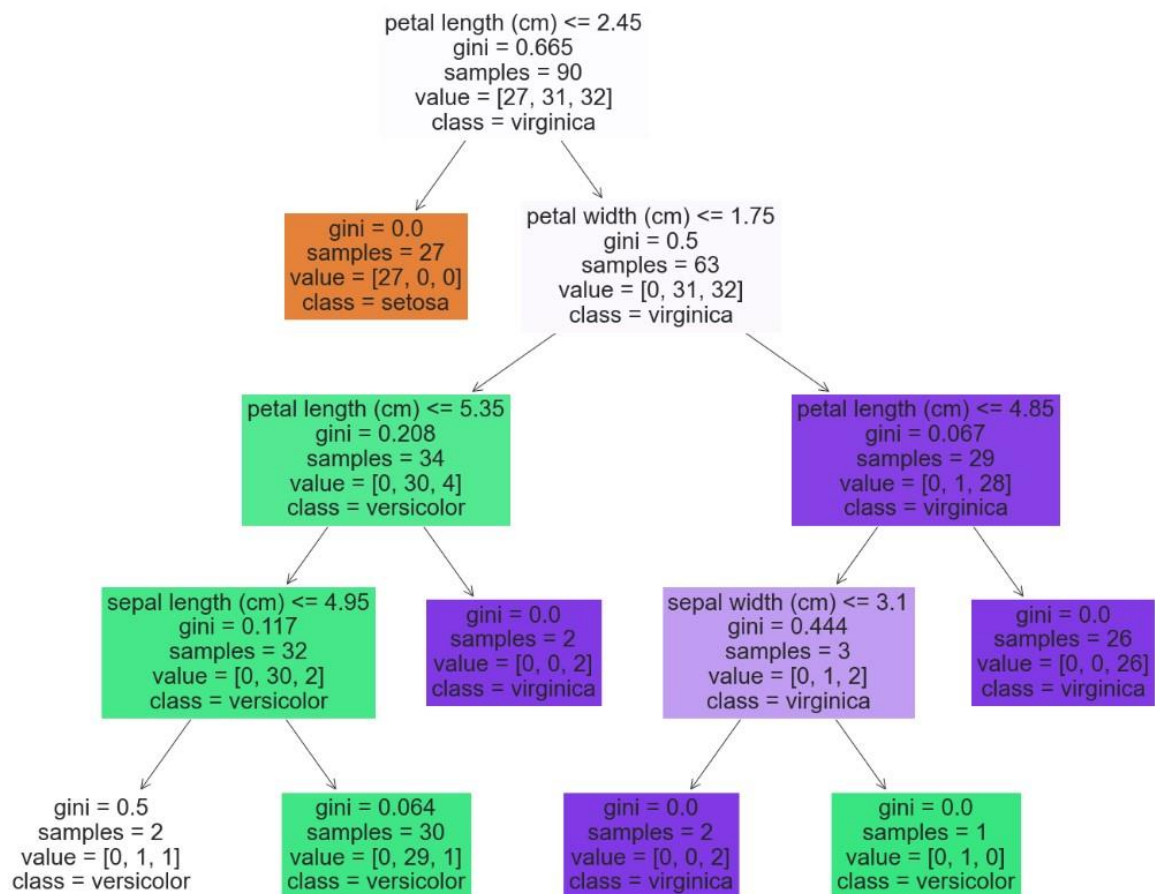 petal length (cm) <= 2.45
gini = 0.665
samples = 90
value = [27, 31, 32]
class = virginica
gini = 0.0
samples = 27
value = [27, 0, 0]
class = setosa
petal width (cm) <= 1.75
gini = 0.5
samples = 63
value = [0, 31, 32]
class = virginica
petal length (cm) <= 5.35
gini = 0.208
samples = 34
value = [0, 30, 4]
class = versicolor
petal length (cm) <= 4.85
gini = 0.067
samples = 29
value = [0, 1, 28]
class = virginica
sepal length (cm) <= 4.95
gini = 0.117
samples = 32
value = [0, 30, 2]
class = versicolor
gini = 0.0
samples = 2
value = [0, 0, 2]
class = virginica
sepal width (cm) <= 3.1
gini = 0.444
samples = 3
value = [0, 1, 2]
class = virginica
gini = 0.0
samples = 26
value = [0, 0, 26]
class = virginica
gini = 0.5
samples = 2
value = [0, 1, 1]
class = versicolor
gini = 0.064
samples = 30
value = [0, 29, 1]
class = versicolor
gini = 0.0
samples = 2
value = [0, 0, 2]
class = virginica
gini = 0.0
samples = 1
value = [0, 1, 0]
class = versicolor